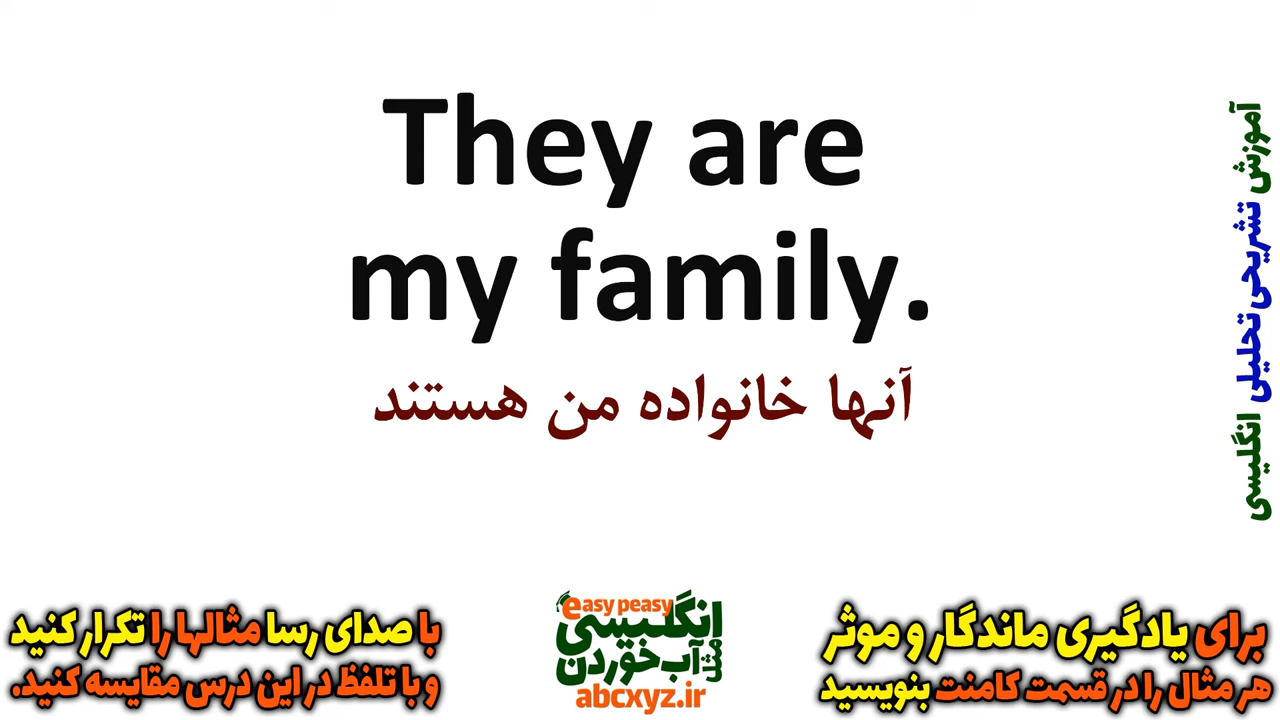 They are
my family.
آنها خانواده من هستند
آموزش تشریحی تحلیلی انگلیسی
برای یادگیری ماندگار و موثر
هر مثال را در قسمت کامنت بنویسید
easy peasy
انگلیسی
مثل آب خوردن
abcxyz.ir
با صدای رسا مثالها را تکرار کنید
و با تلفظ در این درس مقایسه کنید.